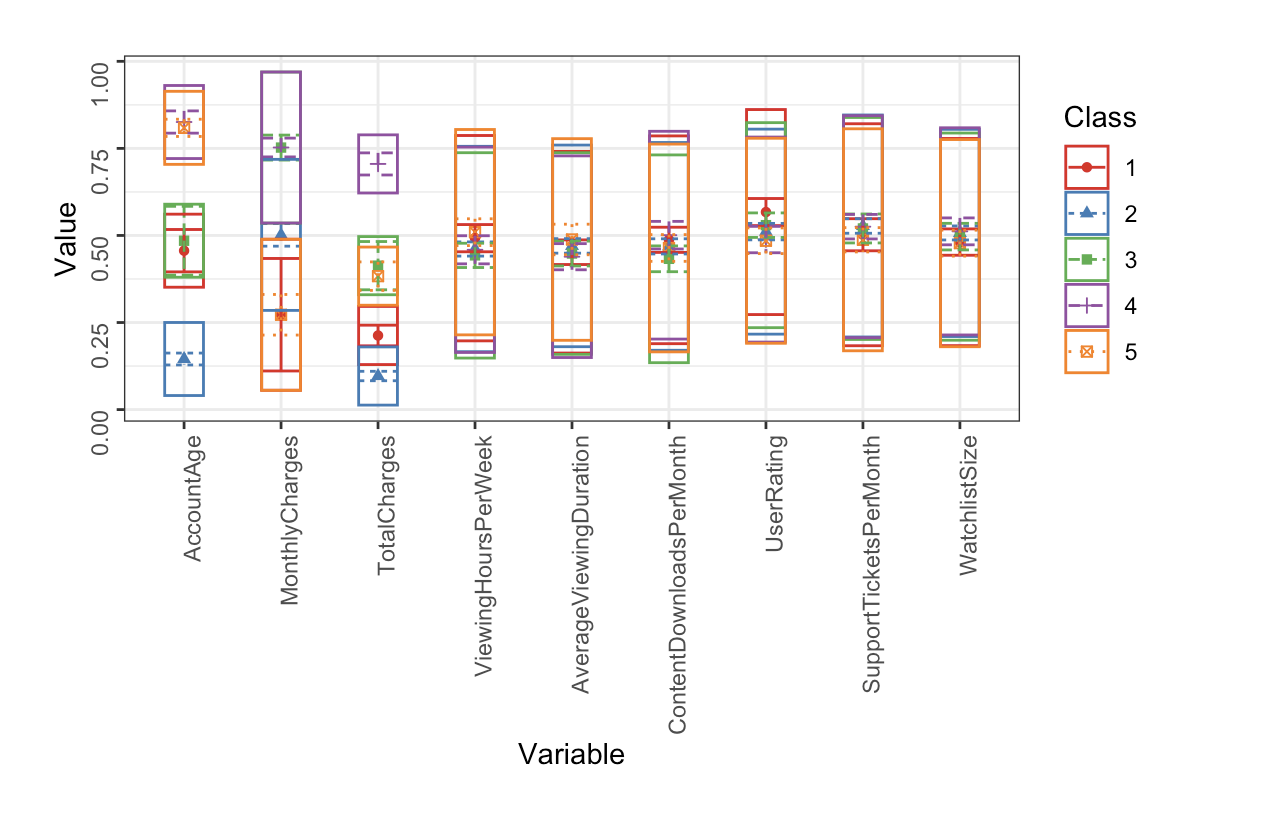 Value
1.00
0.75
0.50
0.25
0.00
AccountAge
MonthlyCharges
TotalCharges
ViewingHoursPerWeek
AverageViewingDuration
ContentDownloadsPerMonth
UserRating
SupportTicketsPerMonth
WatchlistSize
Variable
Class
1
2
3
4
5